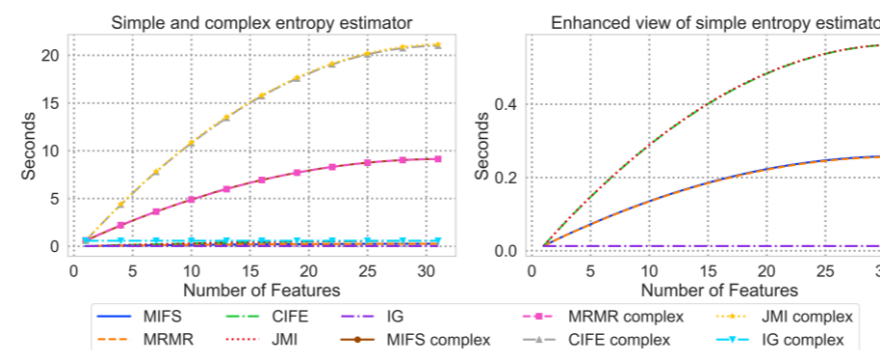 Simple and complex entropy estimator
Seconds
20
15
10
5
0
0 5 10 15 20 25 30
Number of Features
Enhanced view of simple entropy estimato
Seconds
0.4
0.2
0.0
0 5 10 15 20 25 3
Number of Features
MIFS CIFE IG MRMR complex JMI complex
MRMR JMI MIFS complex CIFE complex IG complex